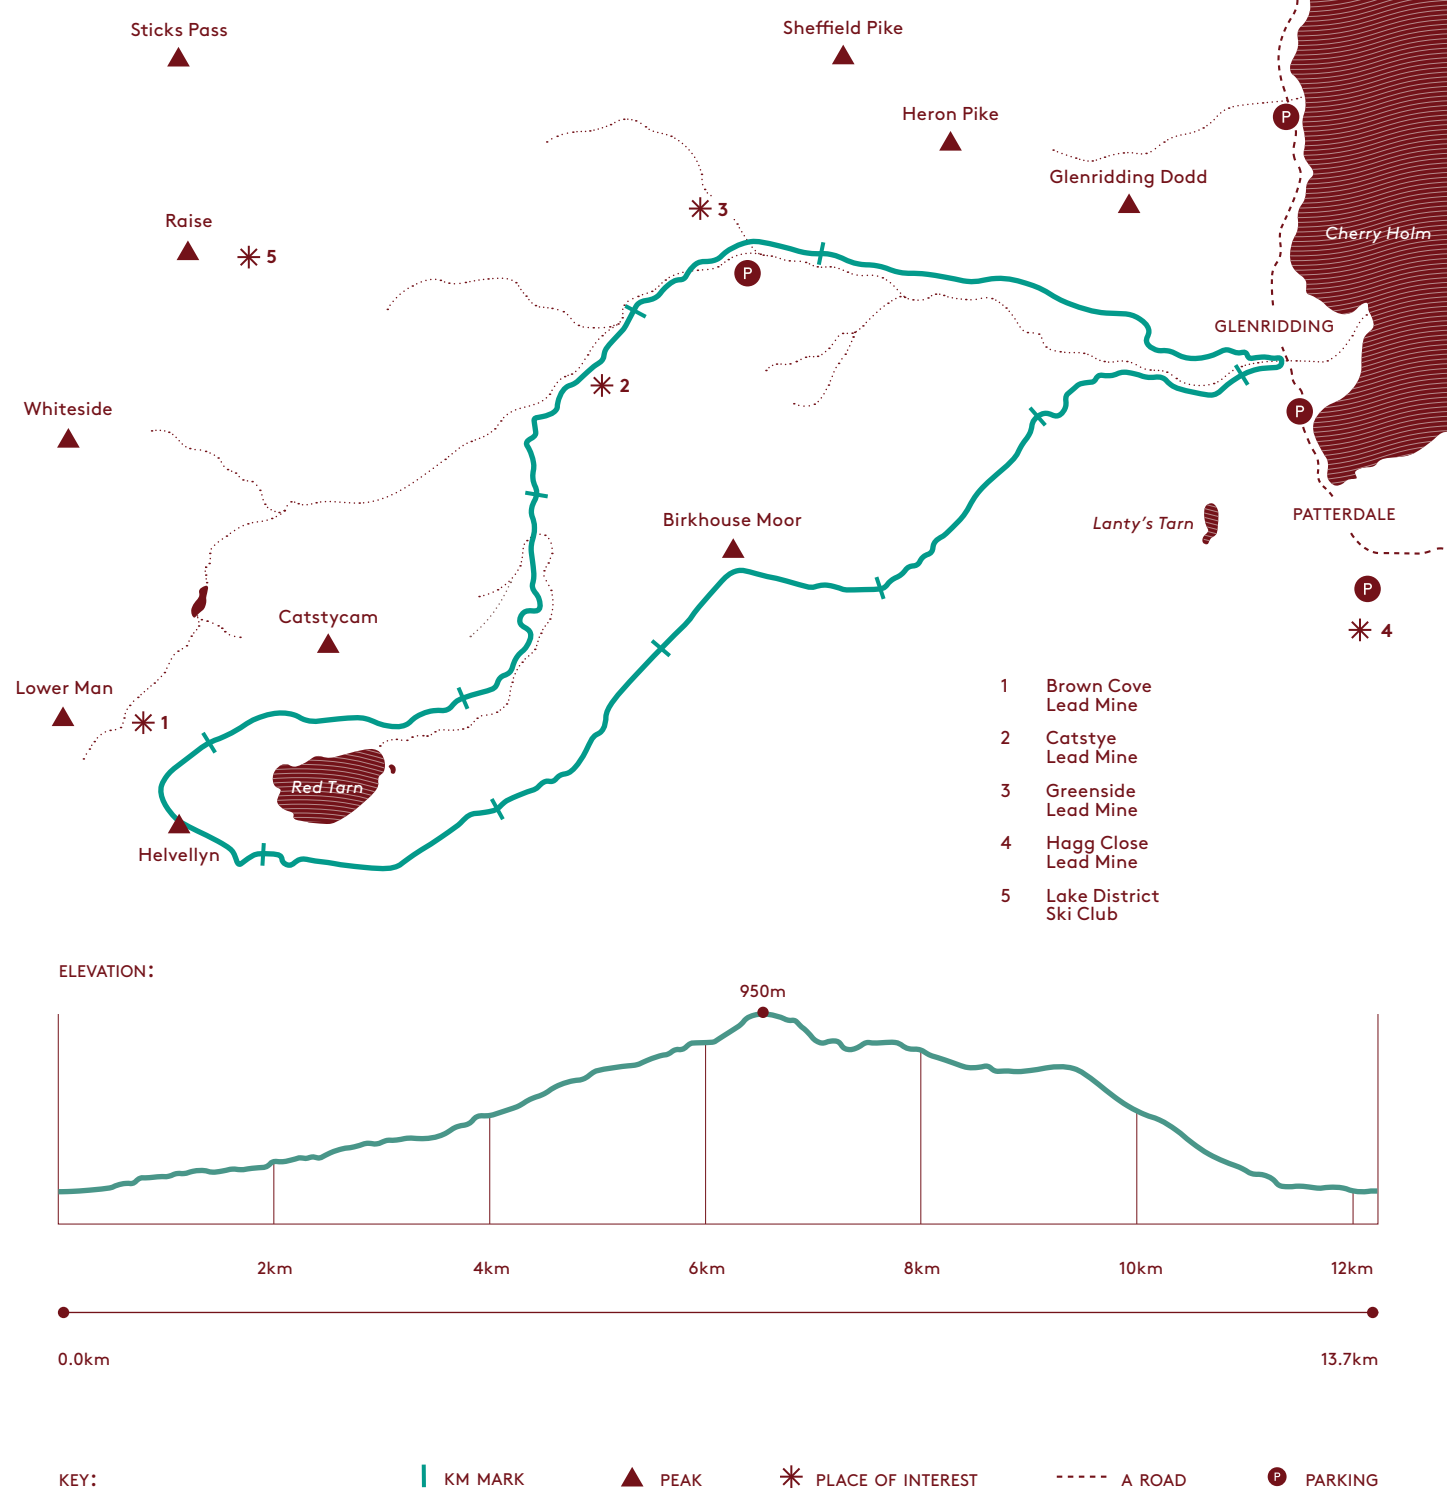 Sticks Pass
Sheffield Pike
Heron Pike
P
Glenridding Dodd
3
Raise
5
Cherry Holm
P
GLENRIDDING
2
Whiteside
P
Birkhouse Moor
PATTERDALE
Lanty's Tarn
P
Catstycam
4
Lower Man
1
Red Tarn
Helvellyn
1 Brown Cove
Lead Mine
2 Catstye
Lead Mine
3 Greenside
Lead Mine
4 Hagg Close
Lead Mine
5 Lake District
Ski Club
ELEVATION:
950m
2km 4km 6km 8km 10km 12km
0.0km 13.7km
KEY: KM MARK PEAK PLACE OF INTEREST A ROAD P PARKING